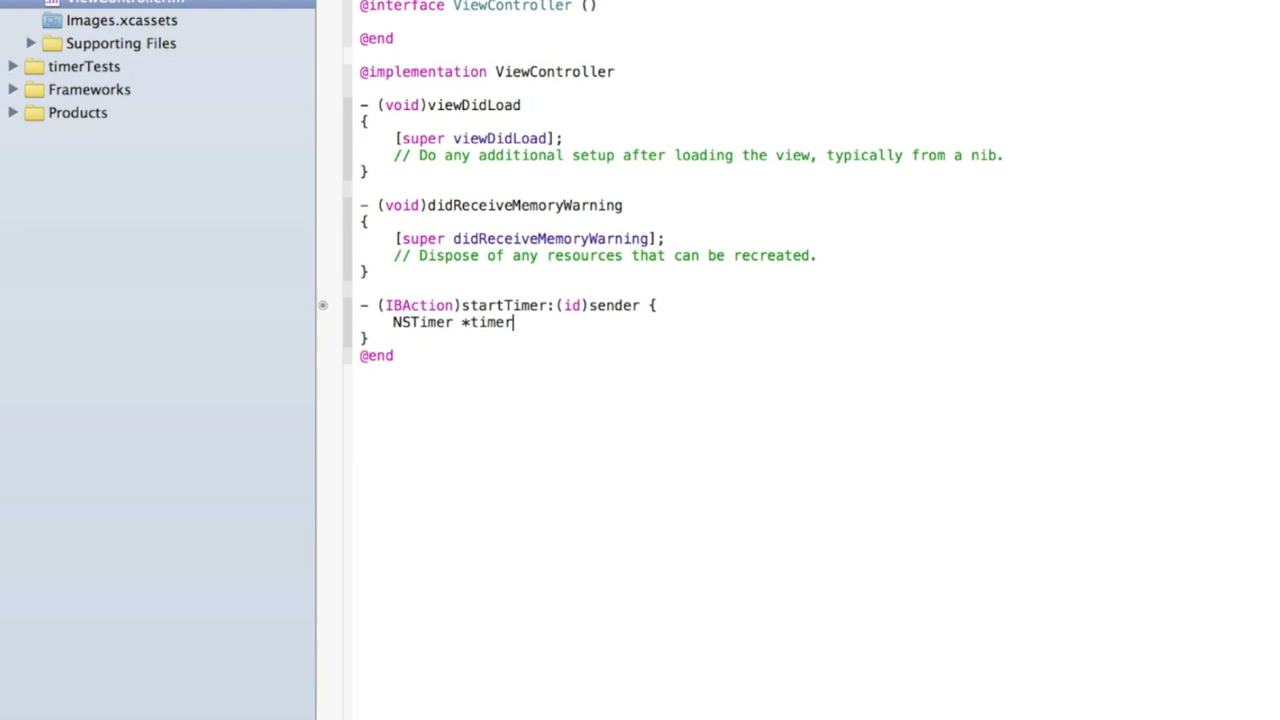 ViewController.m
Images.xcassets
Supporting Files
timerTests
Frameworks
Products
@interface ViewController ()
@end
@implementation ViewController
- (void)viewDidLoad
{
[super viewDidLoad];
// Do any additional setup after loading the view, typically from a nib.
}
- (void)didReceiveMemoryWarning
{
[super didReceiveMemoryWarning];
// Dispose of any resources that can be recreated.
}
- (IBAction)startTimer:(id)sender {
NSTimer *timer
}
@end